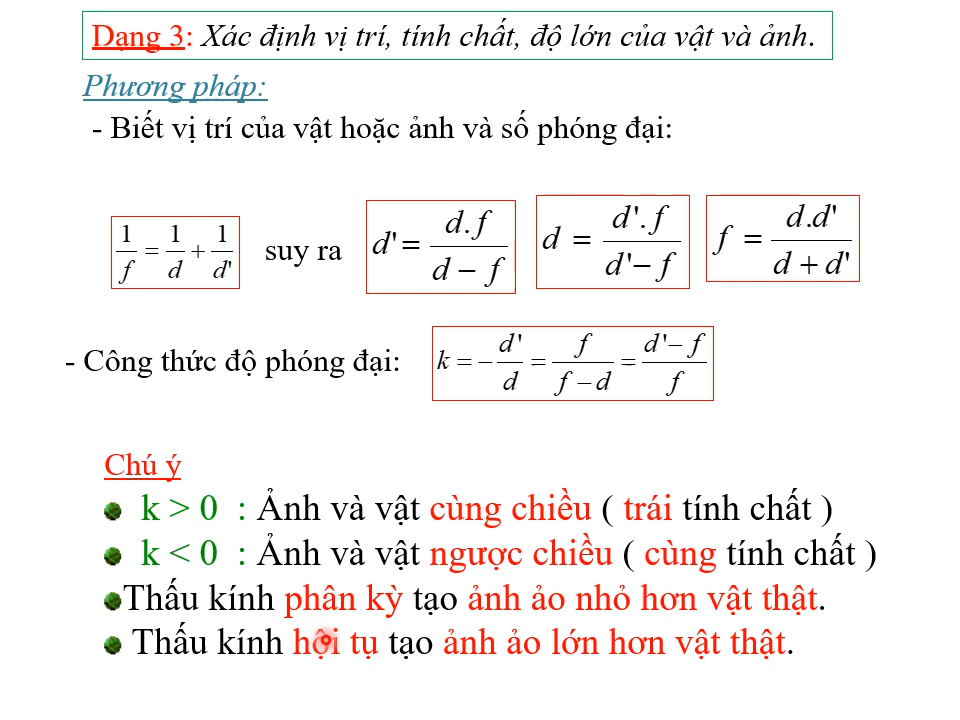 Dạng 3: Xác định vị trí, tính chất, độ lớn của vật và ảnh.
Phương pháp:
- Biết vị trí của vật hoặc ảnh và số phóng đại:
1/f = 1/d + 1/d' suy ra d' = d.f/(d − f) d = d'.f/(d' − f) f = d.d'/(d + d')
- Công thức độ phóng đại: k = −d'/d = f/(f − d) = (d' − f)/f
Chú ý
k > 0 : Ảnh và vật cùng chiều ( trái tính chất )
k < 0 : Ảnh và vật ngược chiều ( cùng tính chất )
Thấu kính phân kỳ tạo ảnh ảo nhỏ hơn vật thật.
Thấu kính hội tụ tạo ảnh ảo lớn hơn vật thật.